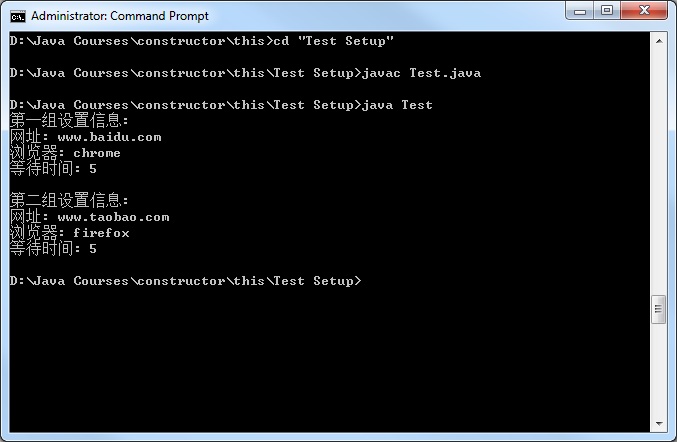 Administrator: Command Prompt
D:\Java Courses\constructor\this>cd "Test Setup"
D:\Java Courses\constructor\this\Test Setup>javac Test.java
D:\Java Courses\constructor\this\Test Setup>java Test
第一组设置信息:
网址: www.baidu.com
浏览器: chrome
等待时间: 5
第二组设置信息:
网址: www.taobao.com
浏览器: firefox
等待时间: 5
D:\Java Courses\constructor\this\Test Setup>